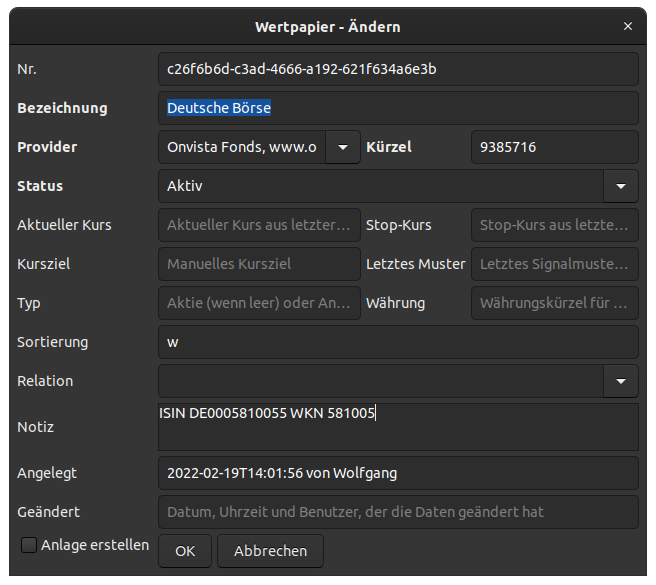 Wertpapier - Ändern ×
Nr. c26f6b6d-c3ad-4666-a192-621f634a6e3b
Bezeichnung Deutsche Börse
Provider Onvista Fonds, www.o Kürzel 9385716
Status Aktiv
Aktueller Kurs Aktueller Kurs aus letzter… Stop-Kurs Stop-Kurs aus letzte…
Kursziel Manuelles Kursziel Letztes Muster Letztes Signalmuste…
Typ Aktie (wenn leer) oder An… Währung Währungskürzel für …
Sortierung w
Relation
Notiz ISIN DE0005810055 WKN 581005
Angelegt 2022-02-19T14:01:56 von Wolfgang
Geändert Datum, Uhrzeit und Benutzer, der die Daten geändert hat
Anlage erstellen OK Abbrechen